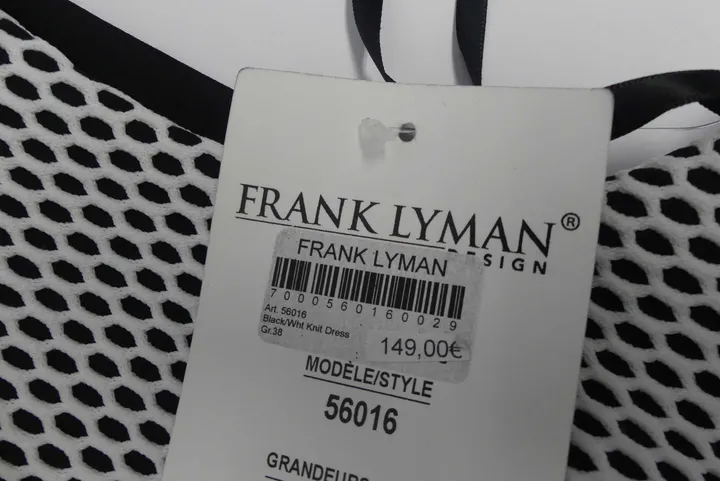 FRANK LYMAN®
SIGN
FRANK LYMAN
7000560160029
Art. 56016
Black/Wht Knit Dress
Gr.38
149,00€
MODÈLE/STYLE
56016
GRANDEURS